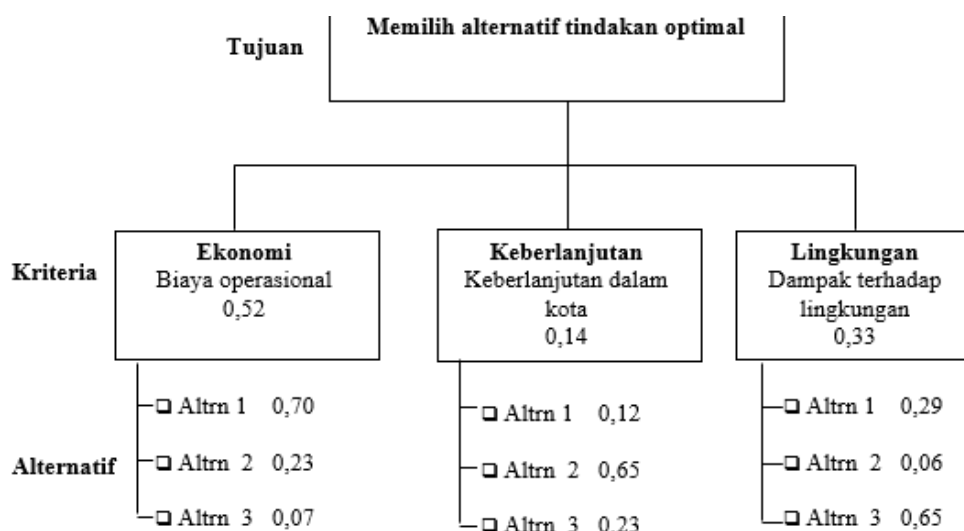 Memilih alternatif tindakan optimal
Tujuan
Kriteria
Ekonomi
Biaya operasional
0,52
Keberlanjutan
Keberlanjutan dalam
kota
0,14
Lingkungan
Dampak terhadap
lingkungan
0,33
Alternatif
Altrn 1 0,70
Altrn 2 0,23
Altrn 3 0,07
Altrn 1 0,12
Altrn 2 0,65
Altrn 3 0,23
Altrn 1 0,29
Altrn 2 0,06
Altrn 3 0,65